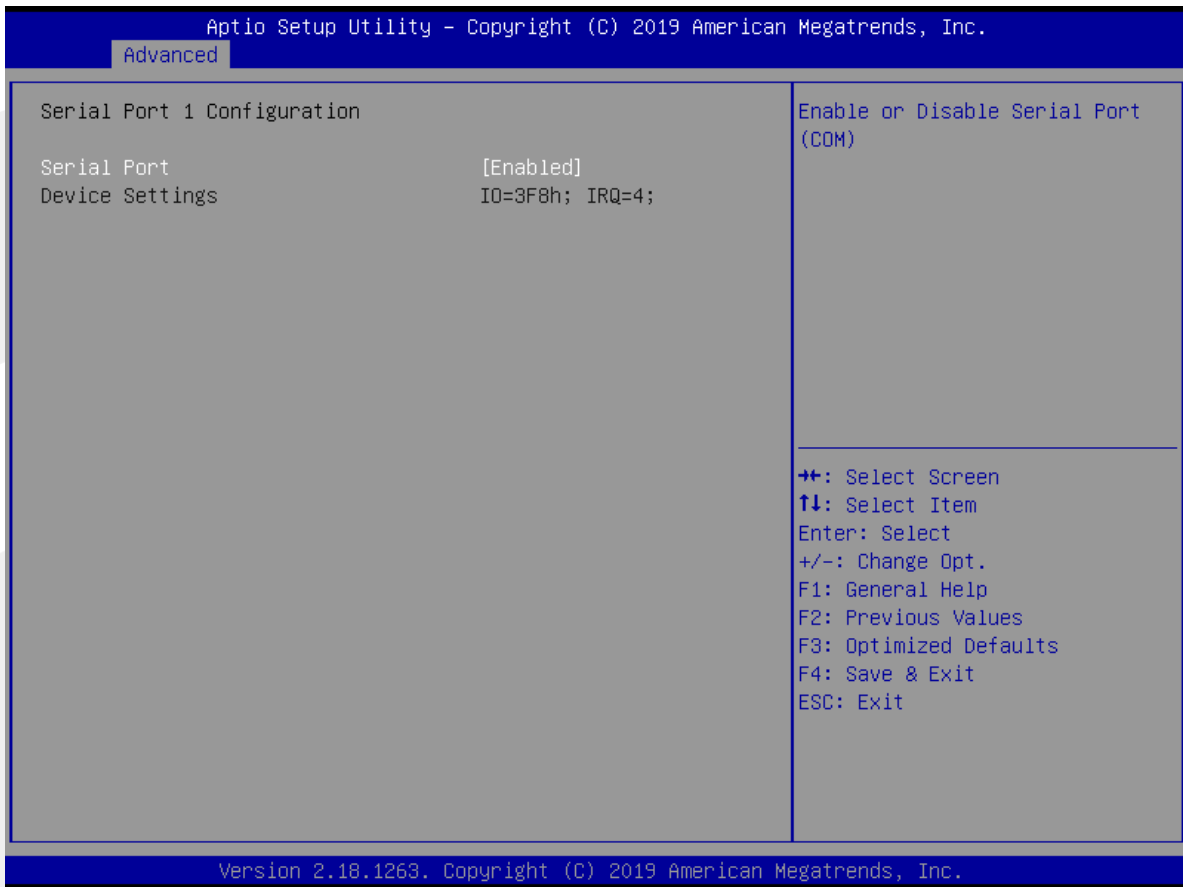 Aptio Setup Utility – Copyright (C) 2019 American Megatrends, Inc.
Advanced
Serial Port 1 Configuration
Serial Port [Enabled]
Device Settings IO=3F8h; IRQ=4;
Enable or Disable Serial Port
(COM)
→←: Select Screen
↑↓: Select Item
Enter: Select
+/-: Change Opt.
F1: General Help
F2: Previous Values
F3: Optimized Defaults
F4: Save & Exit
ESC: Exit
Version 2.18.1263. Copyright (C) 2019 American Megatrends, Inc.